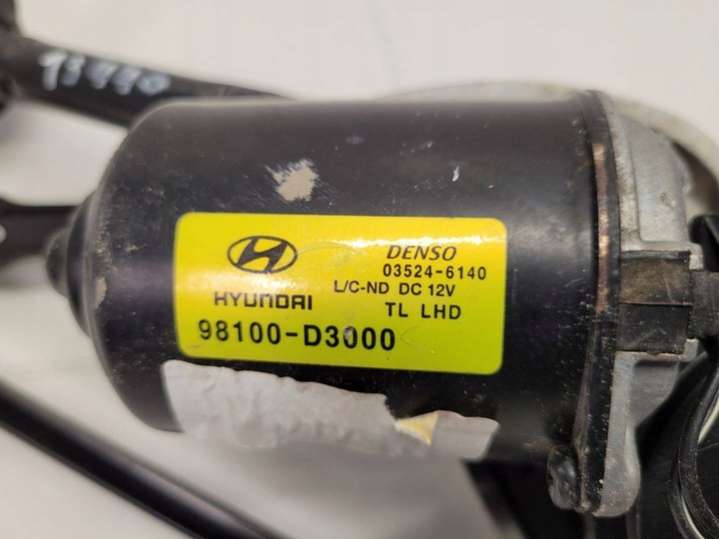 DENSO
03524-6140
HYUNDAI
L/C-ND DC 12V
TL LHD
98100-D3000